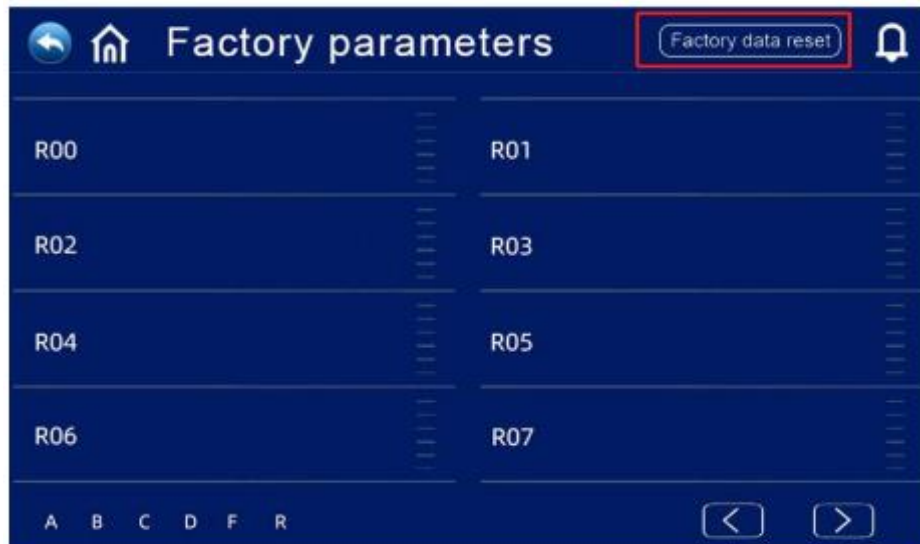 Factory parameters Factory data reset
R00 R01
R02 R03
R04 R05
R06 R07
A B C D F R